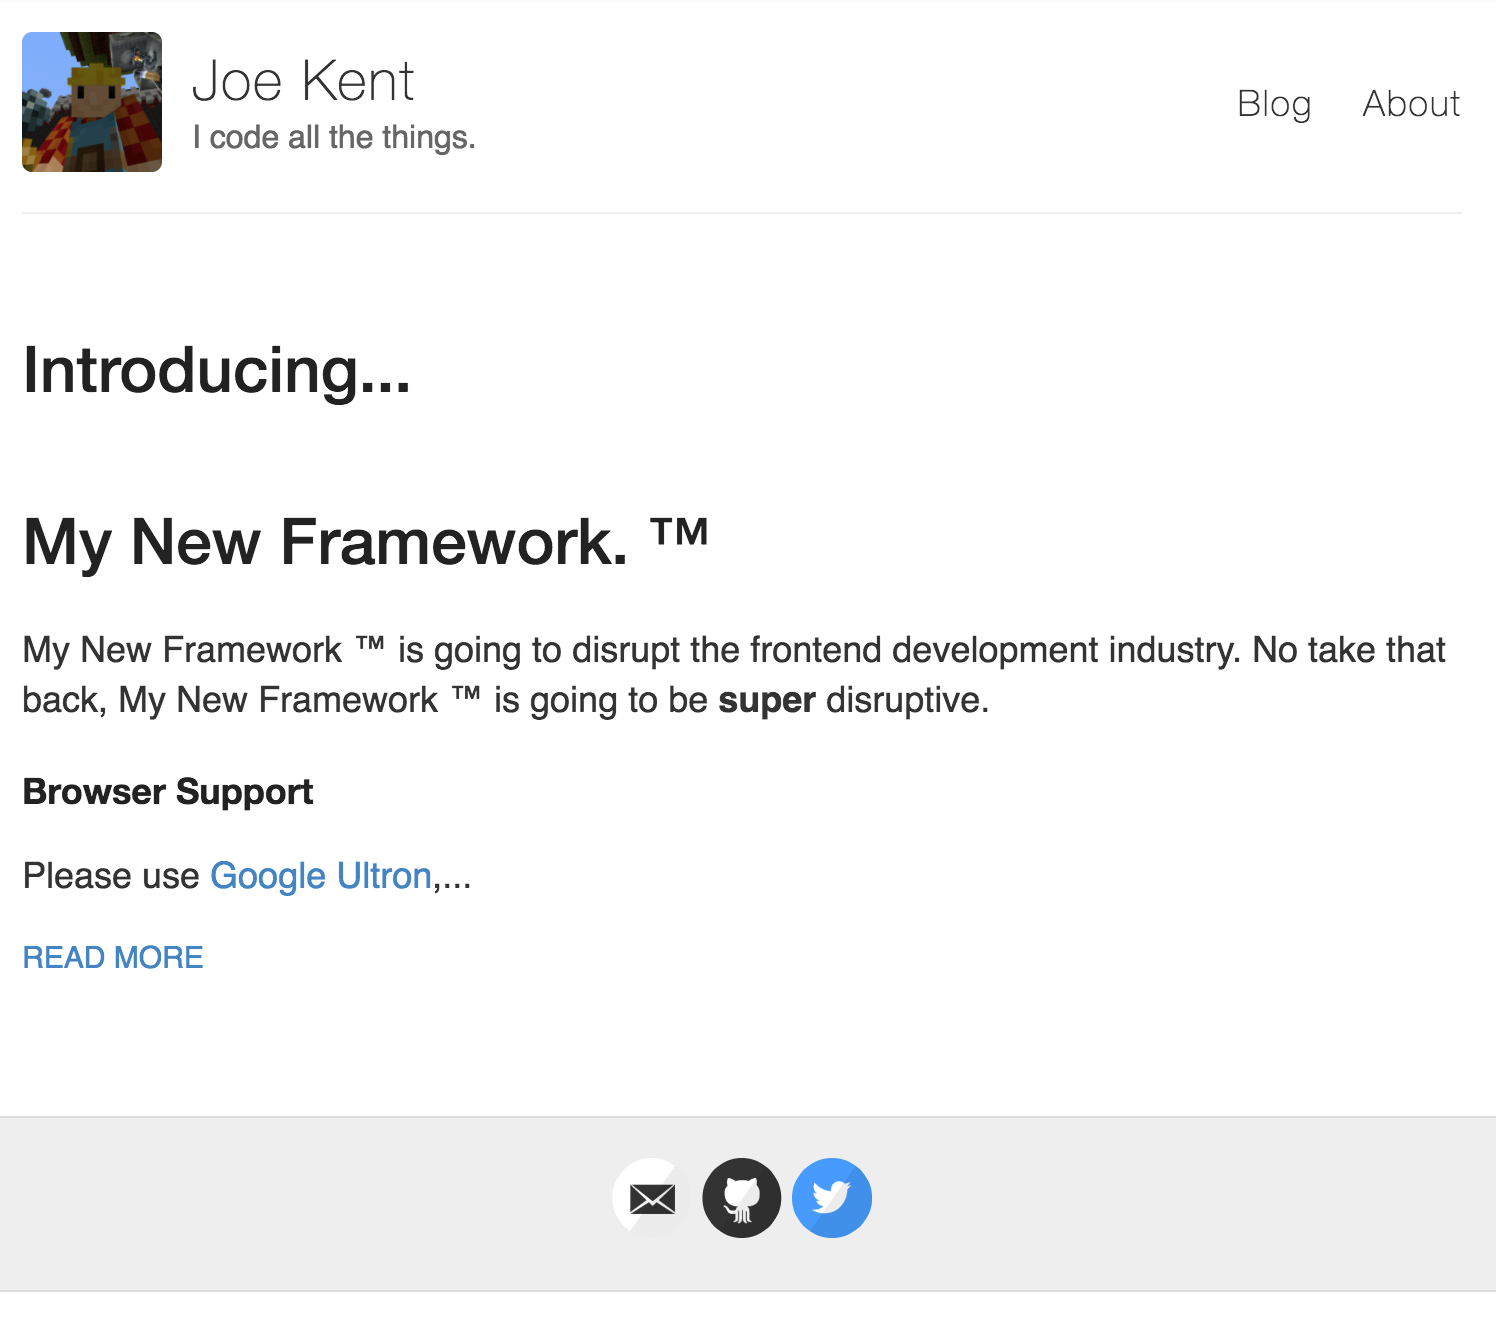 Joe Kent
I code all the things.
Blog About
Introducing...
My New Framework. ™
My New Framework ™ is going to disrupt the frontend development industry. No take that
back, My New Framework ™ is going to be super disruptive.
Browser Support
Please use Google Ultron,...
READ MORE